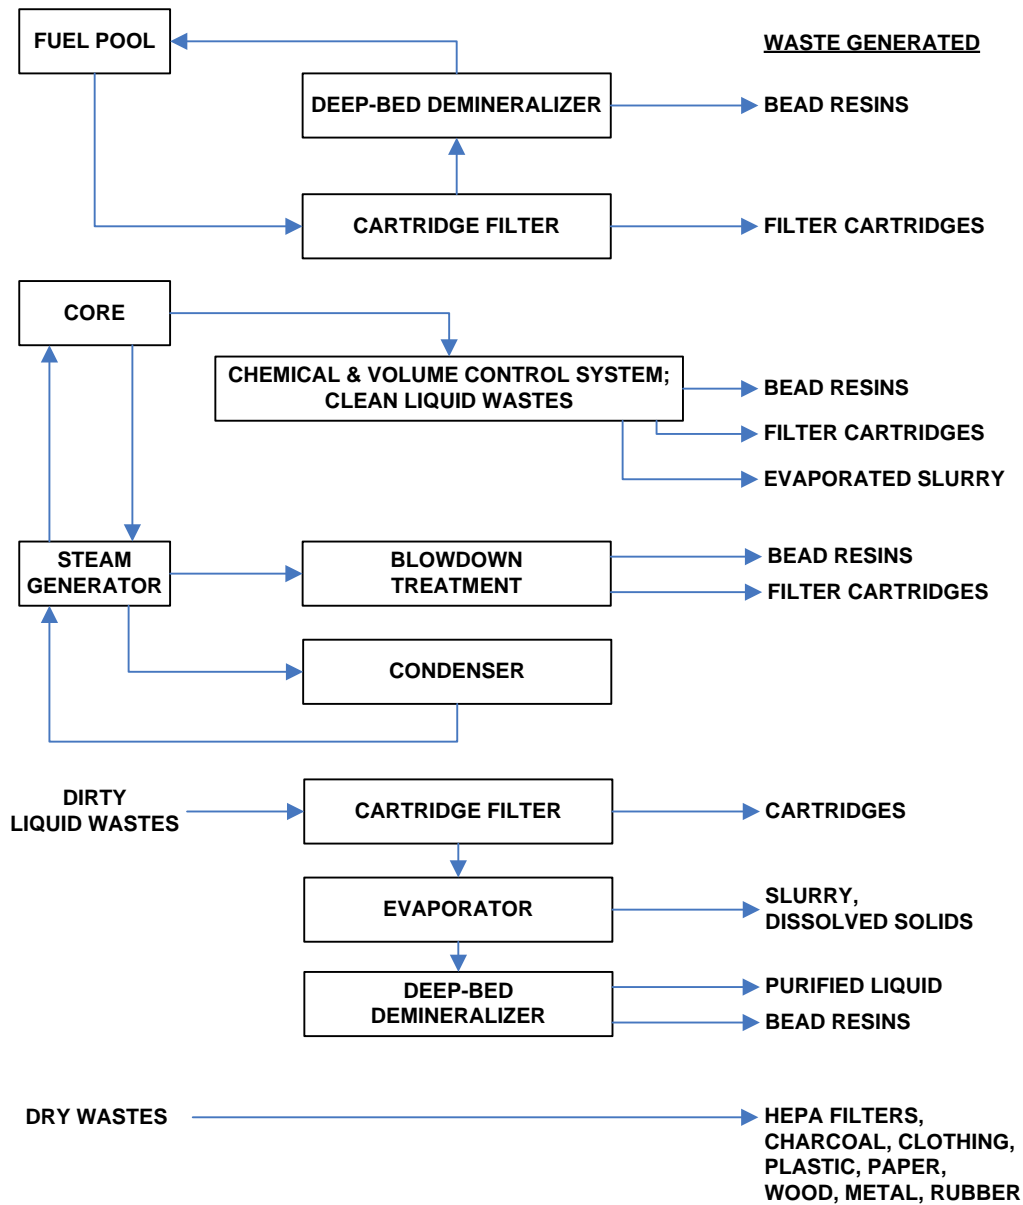 FUEL POOL
WASTE GENERATED
DEEP-BED DEMINERALIZER
BEAD RESINS
CARTRIDGE FILTER
FILTER CARTRIDGES
CORE
CHEMICAL & VOLUME CONTROL SYSTEM;
CLEAN LIQUID WASTES
BEAD RESINS
FILTER CARTRIDGES
EVAPORATED SLURRY
STEAM
GENERATOR
BLOWDOWN
TREATMENT
BEAD RESINS
FILTER CARTRIDGES
CONDENSER
DIRTY
LIQUID WASTES
CARTRIDGE FILTER
CARTRIDGES
EVAPORATOR
SLURRY,
DISSOLVED SOLIDS
DEEP-BED
DEMINERALIZER
PURIFIED LIQUID
BEAD RESINS
DRY WASTES
HEPA FILTERS,
CHARCOAL, CLOTHING,
PLASTIC, PAPER,
WOOD, METAL, RUBBER